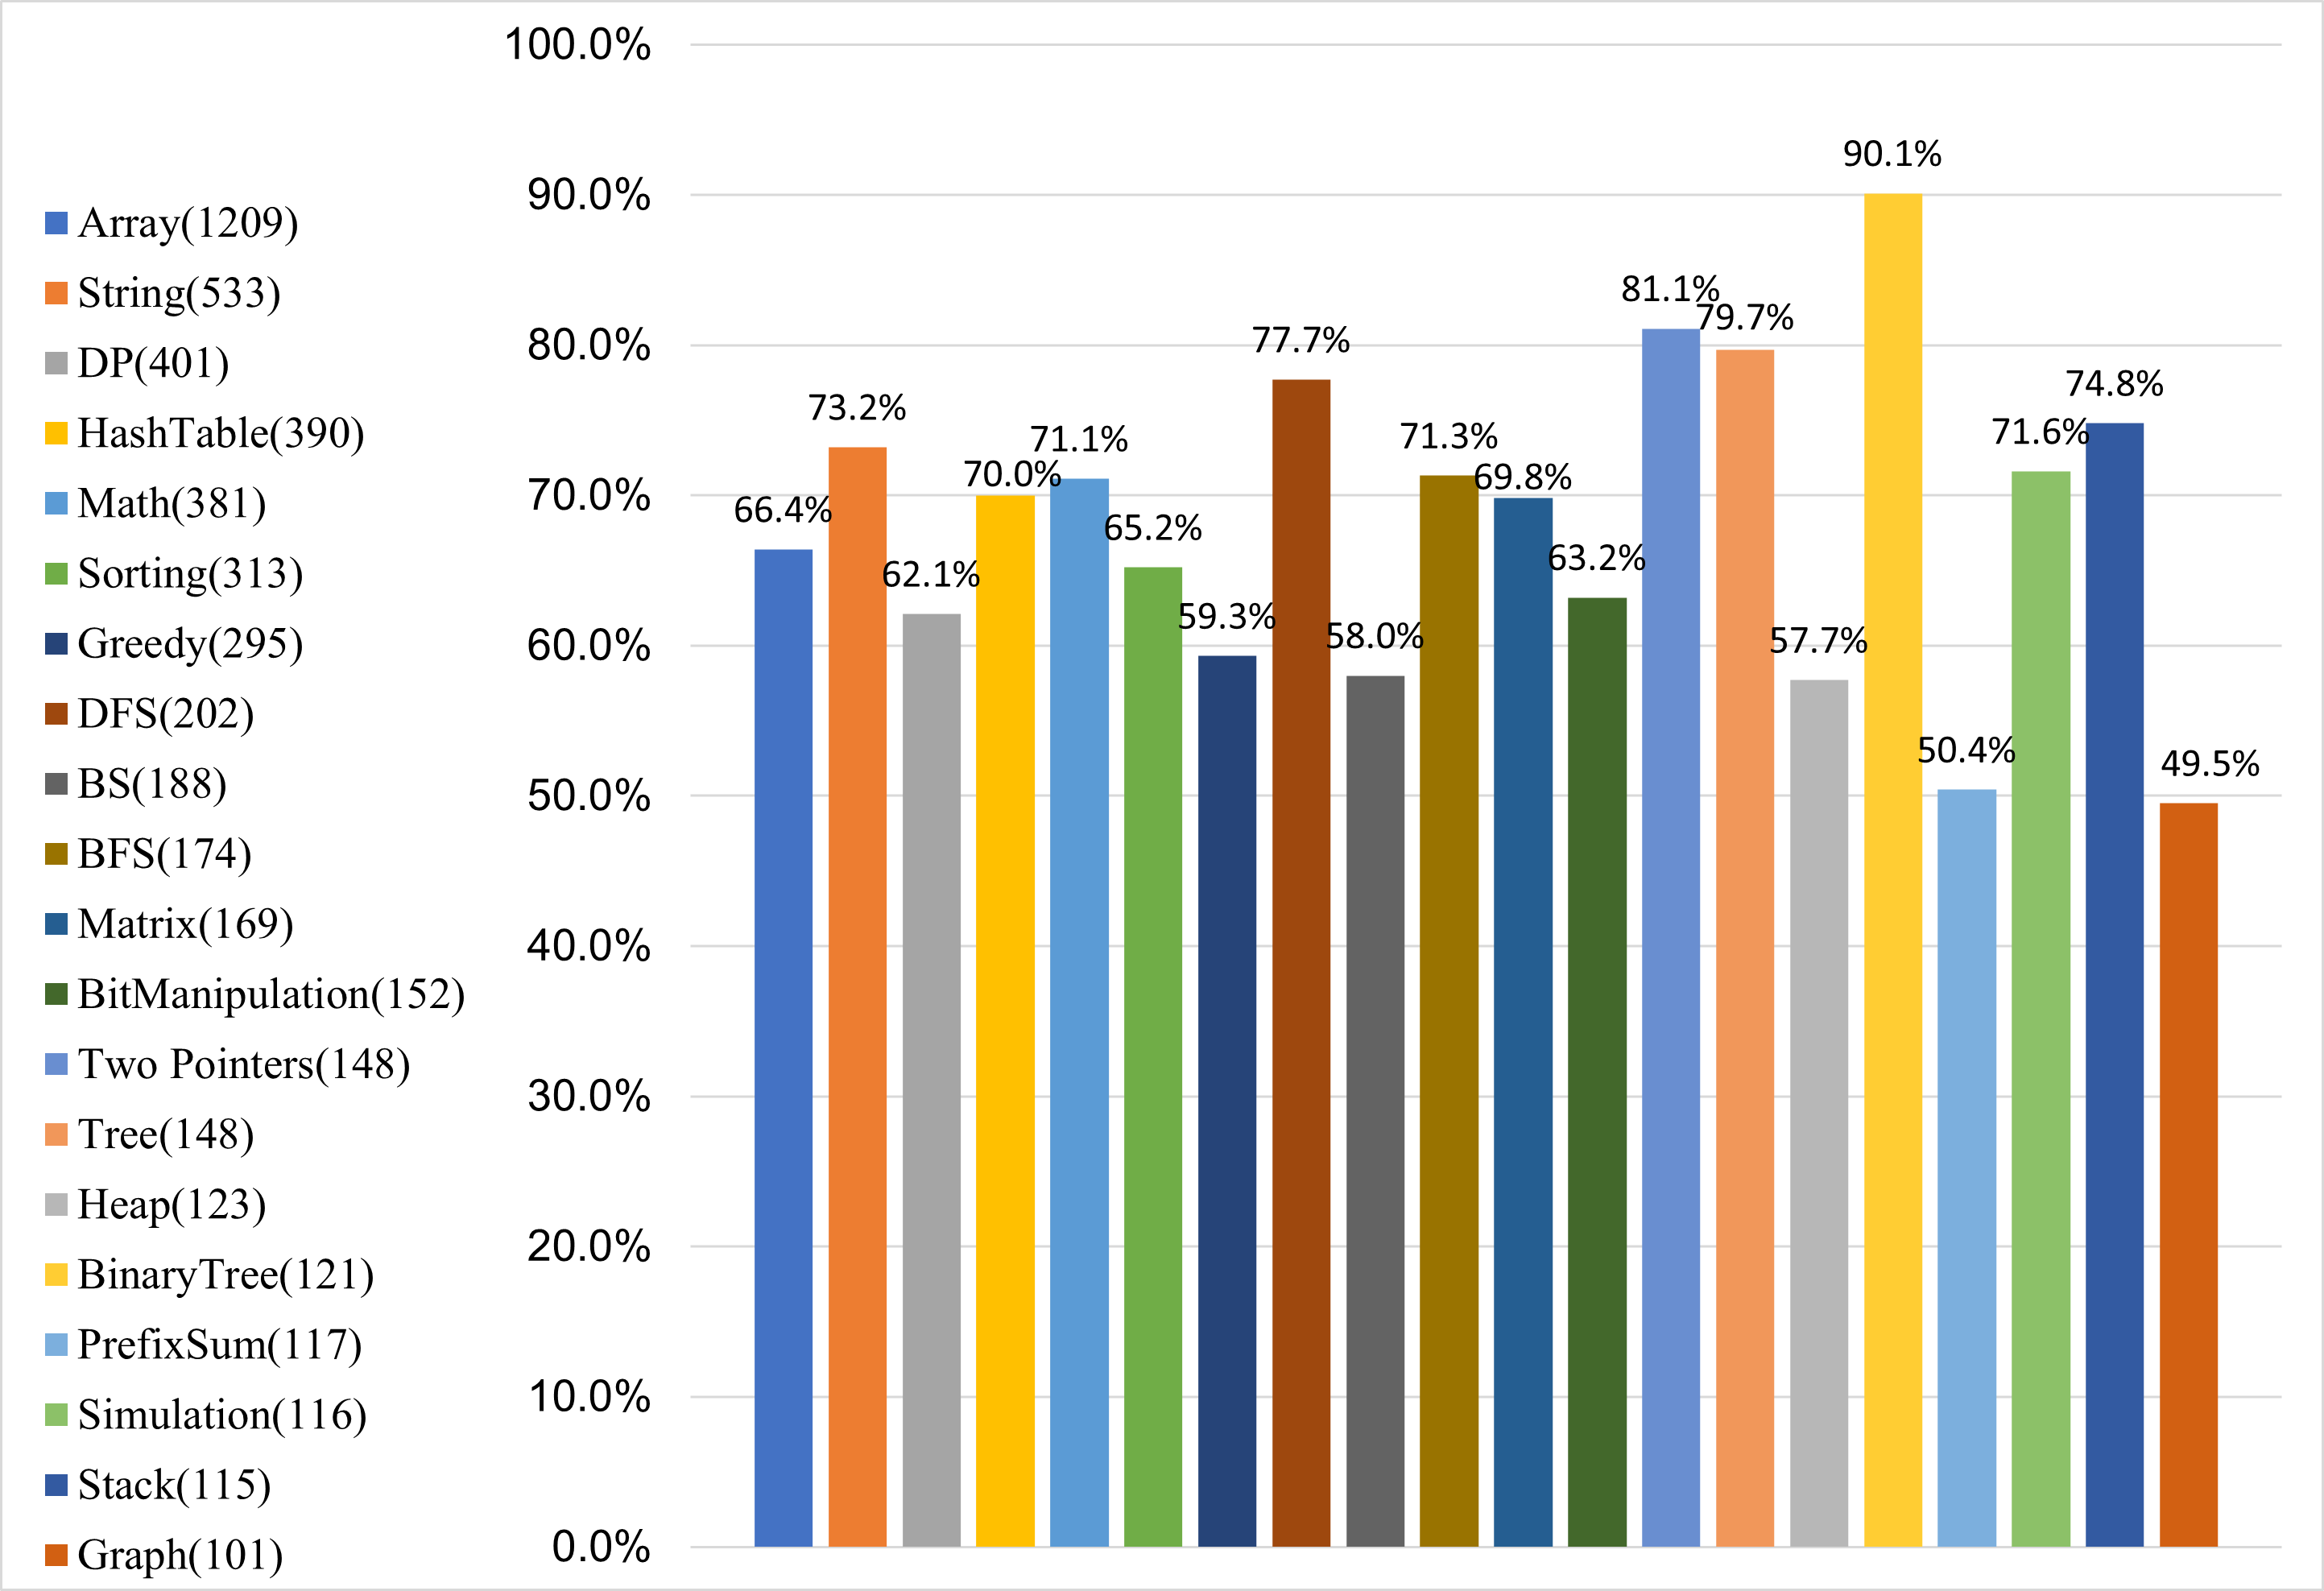 100.0%
90.0%
80.0%
70.0%
60.0%
50.0%
40.0%
30.0%
20.0%
10.0%
0.0%
Array(1209)
String(533)
DP(401)
HashTable(390)
Math(381)
Sorting(313)
Greedy(295)
DFS(202)
BS(188)
BFS(174)
Matrix(169)
BitManipulation(152)
Two Pointers(148)
Tree(148)
Heap(123)
BinaryTree(121)
PrefixSum(117)
Simulation(116)
Stack(115)
Graph(101)
66.4%
73.2%
62.1%
70.0%
71.1%
65.2%
59.3%
77.7%
58.0%
71.3%
69.8%
63.2%
81.1%
79.7%
57.7%
90.1%
50.4%
71.6%
74.8%
49.5%